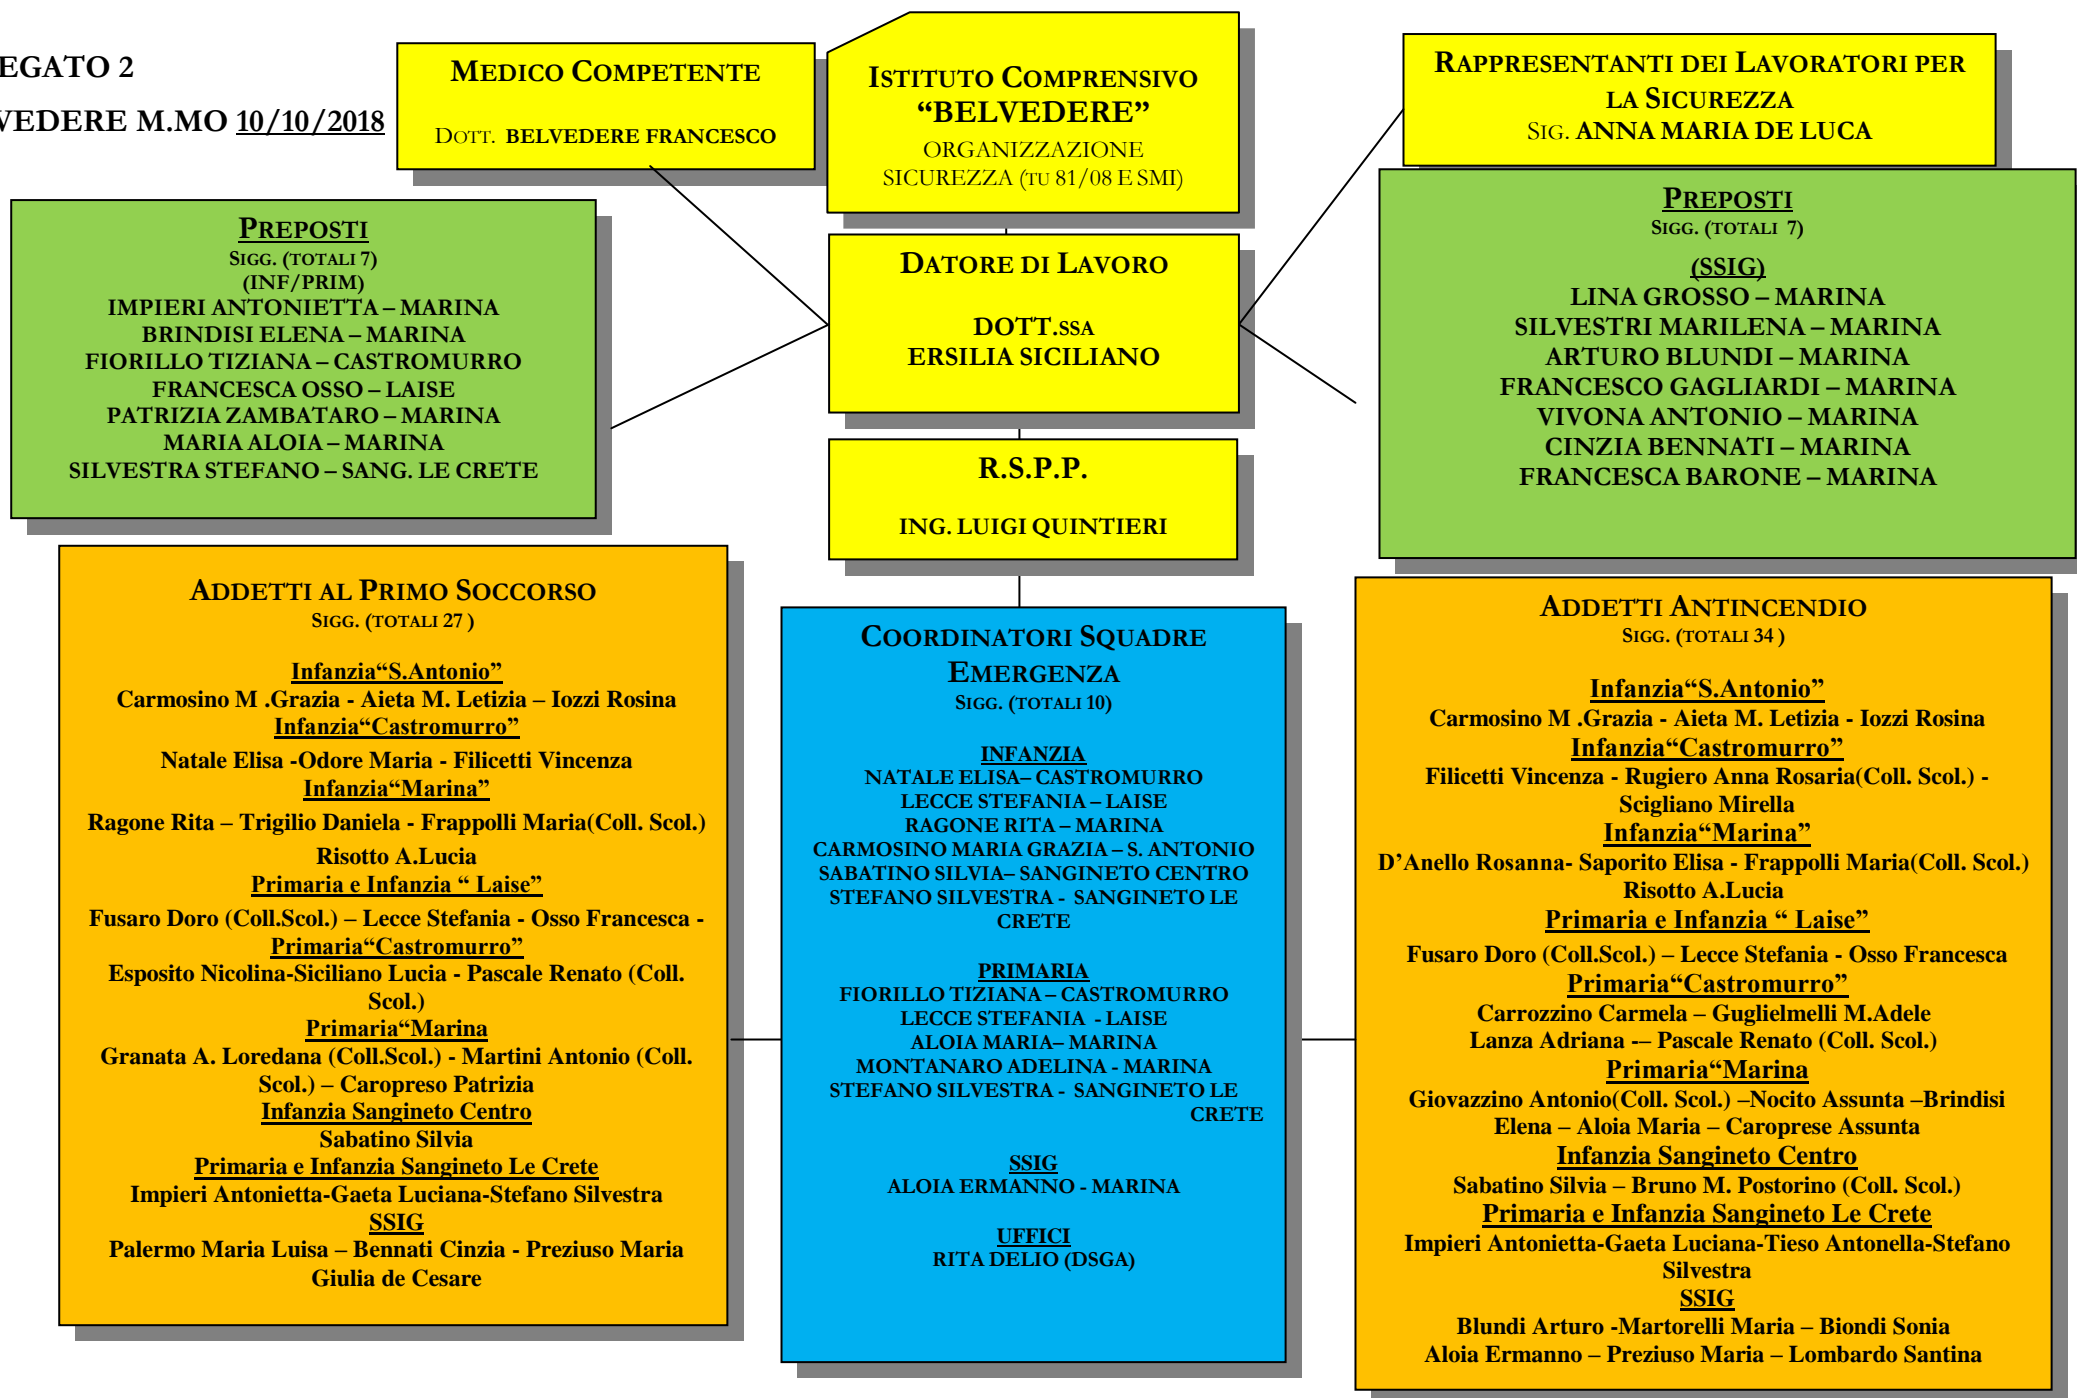 EGATO 2
VEDERE M.MO 10/10/2018
MEDICO COMPETENTE
DOTT. BELVEDERE FRANCESCO
ISTITUTO COMPRENSIVO
“BELVEDERE”
ORGANIZZAZIONE
SICUREZZA (TU 81/08 E SMI)
RAPPRESENTANTI DEI LAVORATORI PER
LA SICUREZZA
SIG. ANNA MARIA DE LUCA
PREPOSTI
SIGG. (TOTALI 7)
(INF/PRIM)
IMPIERI ANTONIETTA – MARINA
BRINDISI ELENA – MARINA
FIORILLO TIZIANA – CASTROMURRO
FRANCESCA OSSO – LAISE
PATRIZIA ZAMBATARO – MARINA
MARIA ALOIA – MARINA
SILVESTRA STEFANO – SANG. LE CRETE
DATORE DI LAVORO
DOTT.SSA
ERSILIA SICILIANO
PREPOSTI
SIGG. (TOTALI 7)
(SSIG)
LINA GROSSO – MARINA
SILVESTRI MARILENA – MARINA
ARTURO BLUNDI – MARINA
FRANCESCO GAGLIARDI – MARINA
VIVONA ANTONIO – MARINA
CINZIA BENNATI – MARINA
FRANCESCA BARONE – MARINA
R.S.P.P.
ING. LUIGI QUINTIERI
ADDETTI AL PRIMO SOCCORSO
SIGG. (TOTALI 27 )
Infanzia“S.Antonio”
Carmosino M .Grazia - Aieta M. Letizia – Iozzi Rosina
Infanzia“Castromurro”
Natale Elisa -Odore Maria - Filicetti Vincenza
Infanzia“Marina”
Ragone Rita – Trigilio Daniela - Frappolli Maria(Coll. Scol.)
Risotto A.Lucia
Primaria e Infanzia “ Laise”
Fusaro Doro (Coll.Scol.) – Lecce Stefania - Osso Francesca -
Primaria“Castromurro”
Esposito Nicolina-Siciliano Lucia - Pascale Renato (Coll.
Scol.)
Primaria“Marina
Granata A. Loredana (Coll.Scol.) - Martini Antonio (Coll.
Scol.) – Caropreso Patrizia
Infanzia Sangineto Centro
Sabatino Silvia
Primaria e Infanzia Sangineto Le Crete
Impieri Antonietta-Gaeta Luciana-Stefano Silvestra
SSIG
Palermo Maria Luisa – Bennati Cinzia - Preziuso Maria
Giulia de Cesare
COORDINATORI SQUADRE
EMERGENZA
SIGG. (TOTALI 10)
INFANZIA
NATALE ELISA– CASTROMURRO
LECCE STEFANIA – LAISE
RAGONE RITA – MARINA
CARMOSINO MARIA GRAZIA – S. ANTONIO
SABATINO SILVIA– SANGINETO CENTRO
STEFANO SILVESTRA - SANGINETO LE
CRETE
PRIMARIA
FIORILLO TIZIANA – CASTROMURRO
LECCE STEFANIA - LAISE
ALOIA MARIA– MARINA
MONTANARO ADELINA - MARINA
STEFANO SILVESTRA - SANGINETO LE
CRETE
SSIG
ALOIA ERMANNO - MARINA
UFFICI
RITA DELIO (DSGA)
ADDETTI ANTINCENDIO
SIGG. (TOTALI 34 )
Infanzia“S.Antonio”
Carmosino M .Grazia - Aieta M. Letizia - Iozzi Rosina
Infanzia“Castromurro”
Filicetti Vincenza - Rugiero Anna Rosaria(Coll. Scol.) -
Scigliano Mirella
Infanzia“Marina”
D’Anello Rosanna- Saporito Elisa - Frappolli Maria(Coll. Scol.)
Risotto A.Lucia
Primaria e Infanzia “ Laise”
Fusaro Doro (Coll.Scol.) – Lecce Stefania - Osso Francesca
Primaria“Castromurro”
Carrozzino Carmela – Guglielmelli M.Adele
Lanza Adriana -– Pascale Renato (Coll. Scol.)
Primaria“Marina
Giovazzino Antonio(Coll. Scol.) –Nocito Assunta –Brindisi
Elena – Aloia Maria – Caroprese Assunta
Infanzia Sangineto Centro
Sabatino Silvia – Bruno M. Postorino (Coll. Scol.)
Primaria e Infanzia Sangineto Le Crete
Impieri Antonietta-Gaeta Luciana-Tieso Antonella-Stefano
Silvestra
SSIG
Blundi Arturo -Martorelli Maria – Biondi Sonia
Aloia Ermanno – Preziuso Maria – Lombardo Santina